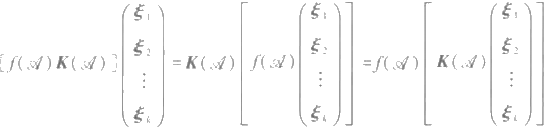 [f(𝒜)K(𝒜)](ξ₁ ξ₂ ⋮ ξₖ) = K(𝒜)[f(𝒜)(ξ₁ ξ₂ ⋮ ξₖ)] = f(𝒜)[K(𝒜)(ξ₁ ξ₂ ⋮ ξₖ)]